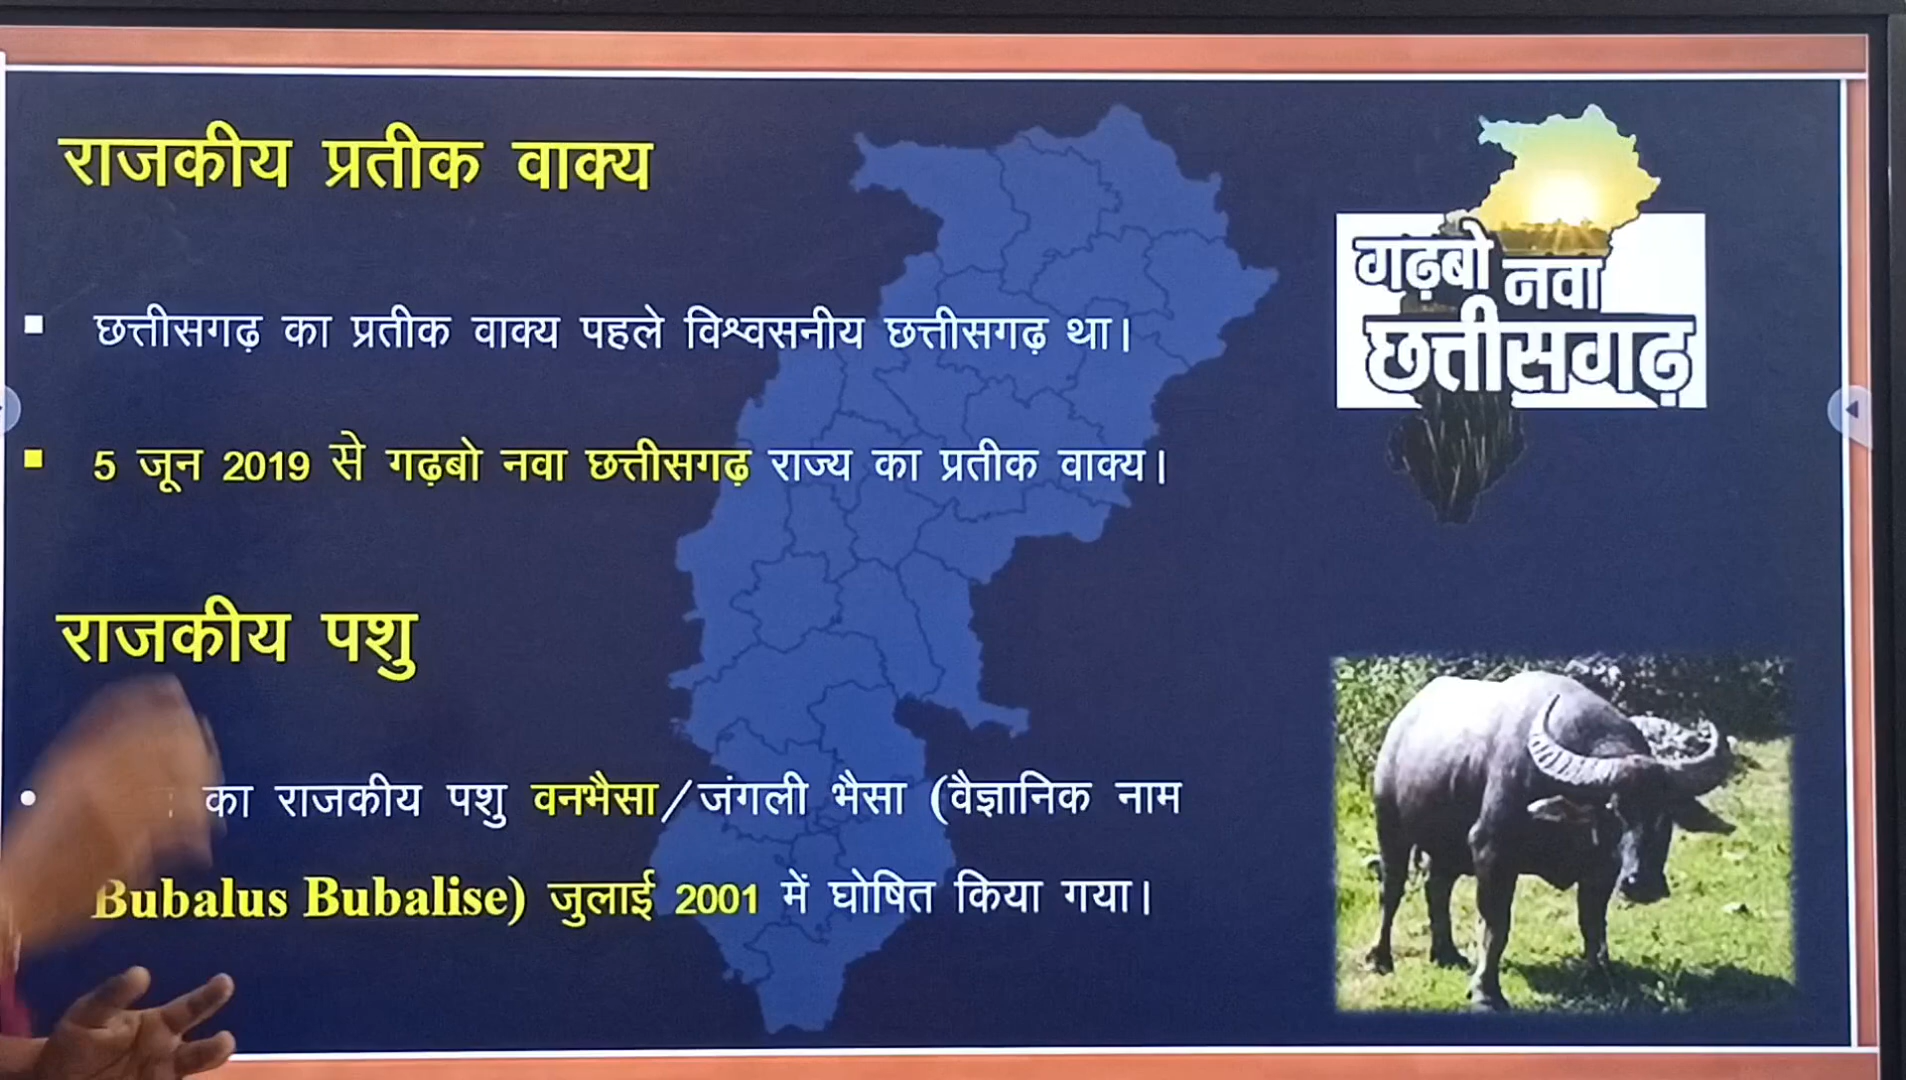 राजकीय प्रतीक वाक्य
छत्तीसगढ़ का प्रतीक वाक्य पहले विश्वसनीय छत्तीसगढ़ था।
5 जून 2019 से गढ़बो नवा छत्तीसगढ़ राज्य का प्रतीक वाक्य।
गढ़बो नवा
छत्तीसगढ़
राजकीय पशु
का राजकीय पशु वनभैसा/जंगली भैसा (वैज्ञानिक नाम
Bubalus Bubalise) जुलाई 2001 में घोषित किया गया।